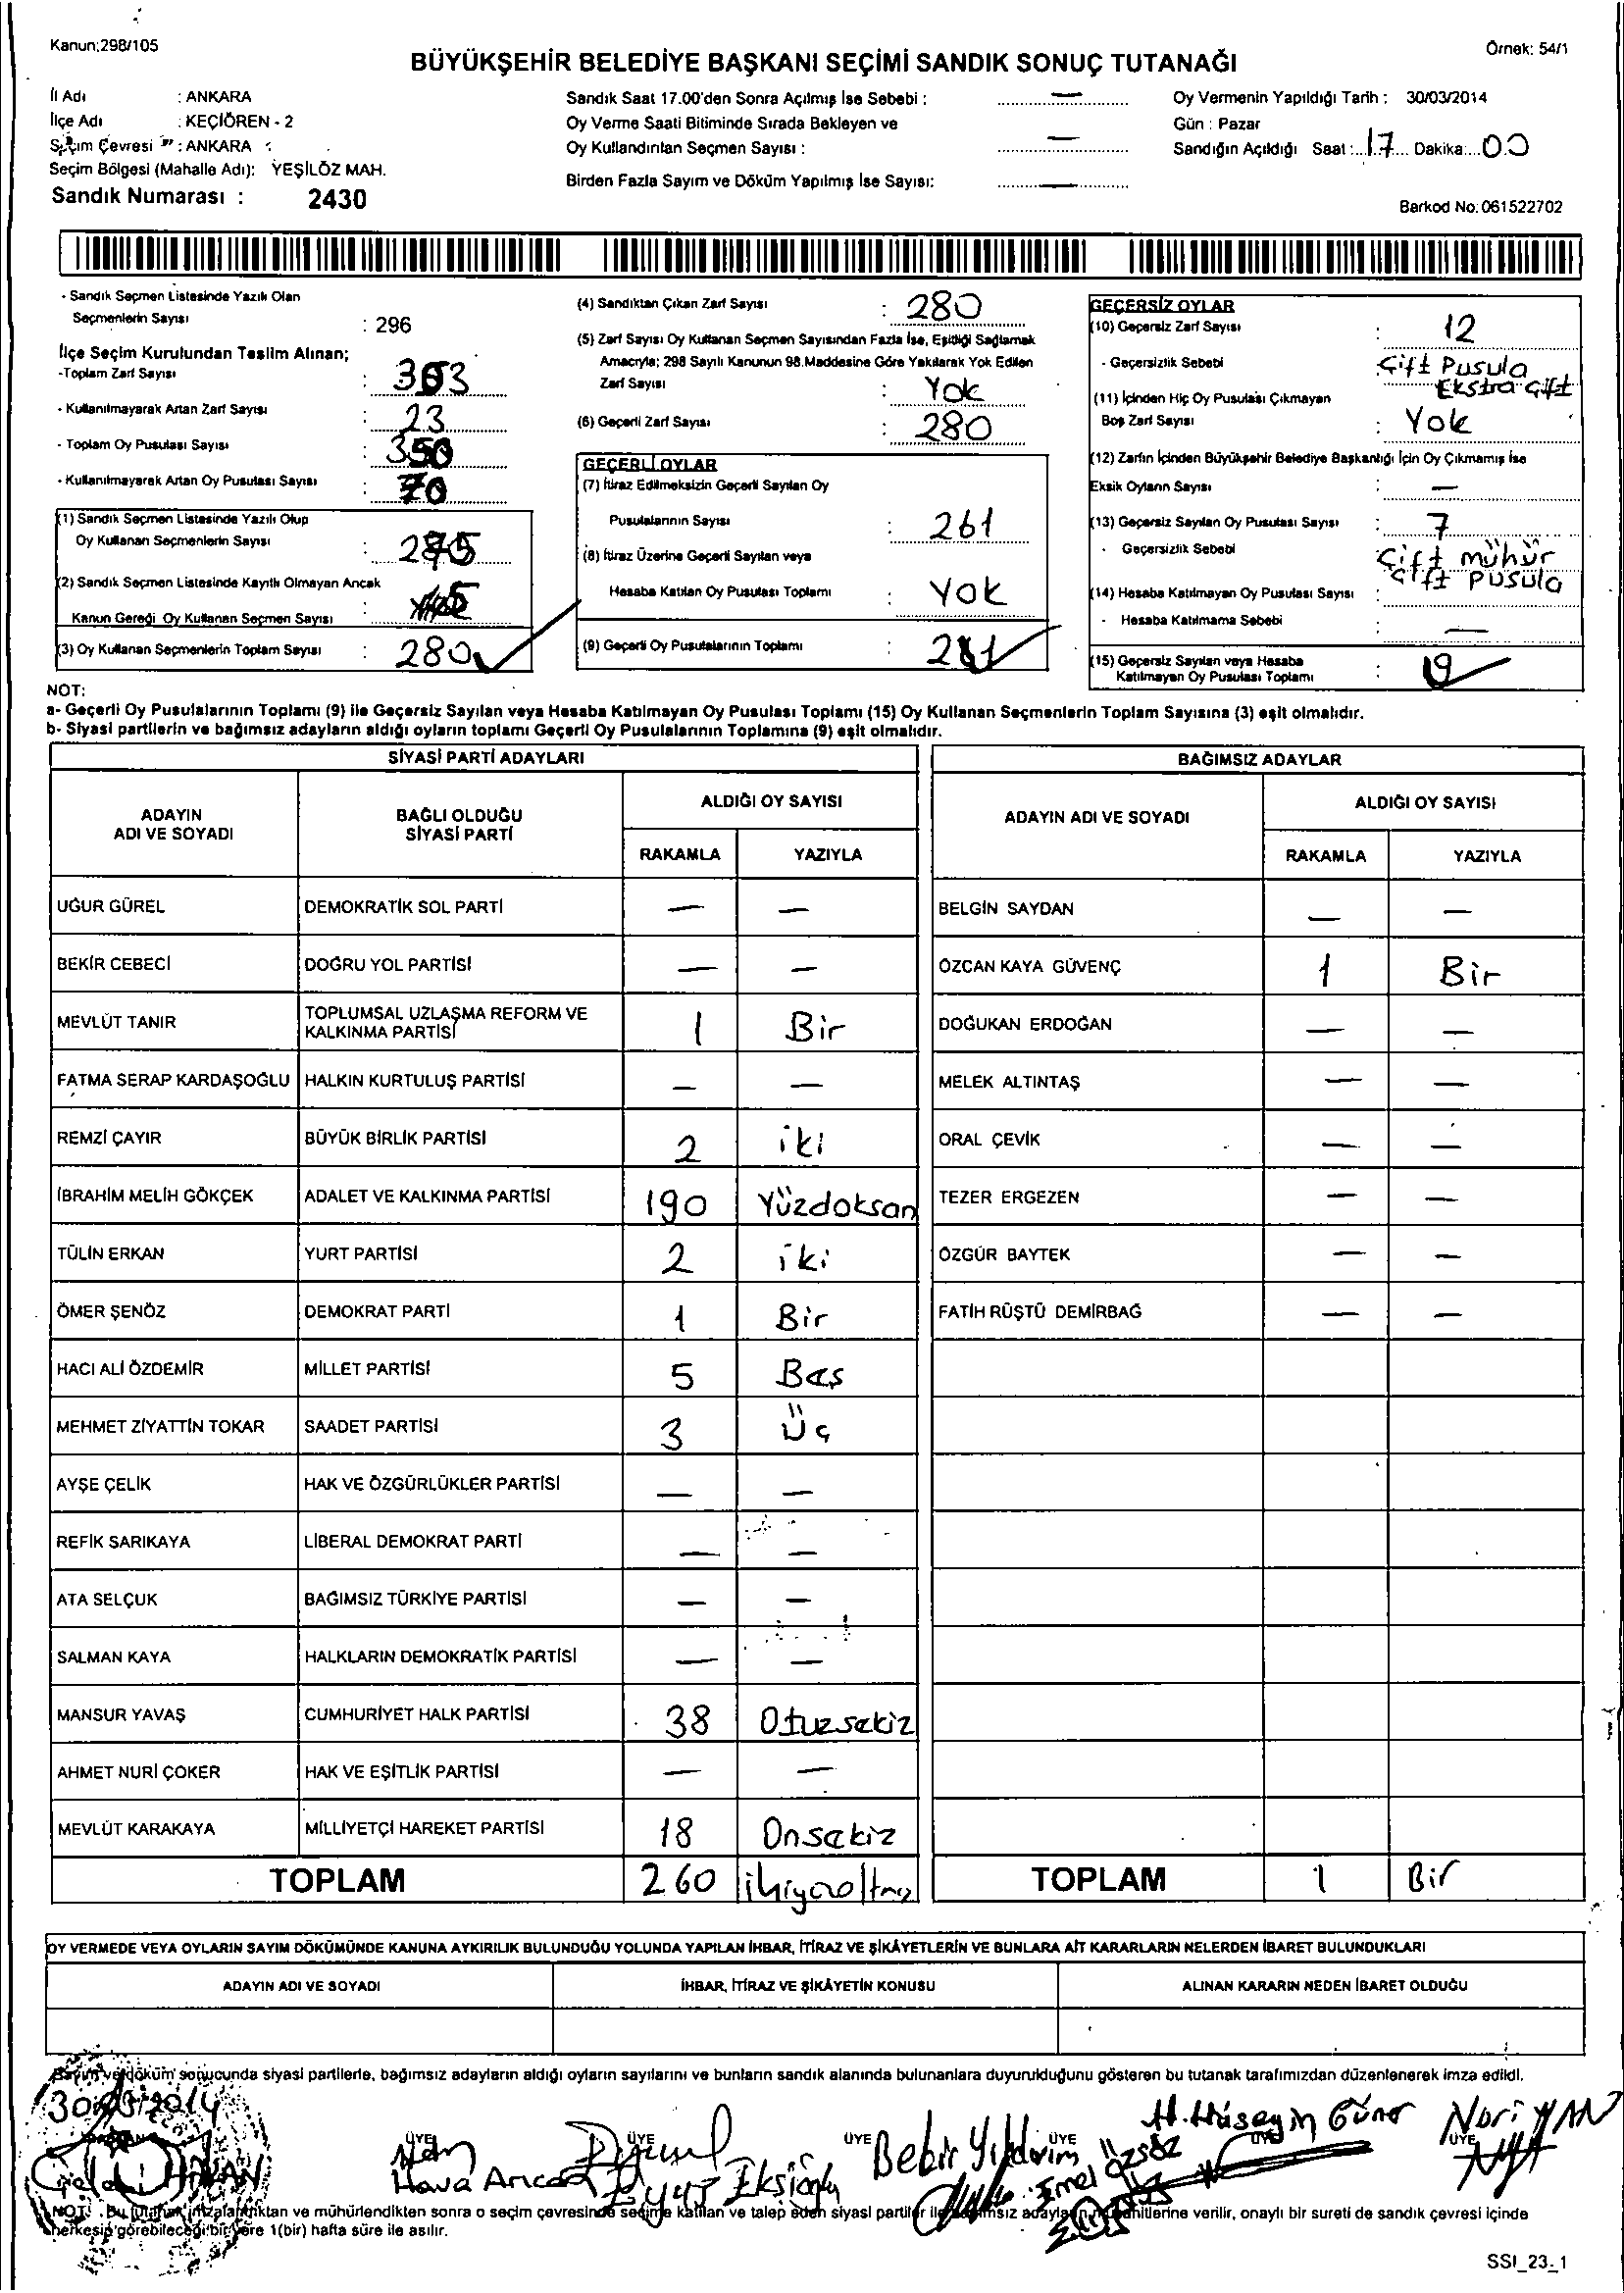 Kanun:298/105
Örnek: 54/1
BÜYÜKŞEHİR BELEDİYE BAŞKANI SEÇİMİ SANDIK SONUÇ TUTANAĞI
İl Adı : ANKARA
İlçe Adı : KEÇİÖREN - 2
Seçim Çevresi : ANKARA
Seçim Bölgesi (Mahalle Adı): YEŞİLÖZ MAH.
Sandık Numarası : 2430
Sandık Saat 17.00'den Sonra Açılmış İse Sebebi : —
Oy Verme Saati Bitiminde Sırada Bekleyen ve
Oy Kullandırılan Seçmen Sayısı : —
Birden Fazla Sayım ve Döküm Yapılmış İse Sayısı: —
Oy Vermenin Yapıldığı Tarih : 30/03/2014
Gün : Pazar
Sandığın Açıldığı Saat : 17 Dakika: 00
Barkod No: 061522702
- Sandık Seçmen Listesinde Yazılı Olan
Seçmenlerin Sayısı : 296
İlçe Seçim Kurulundan Teslim Alınan;
-Toplam Zarf Sayısı : 303
- Kullanılmayarak Artan Zarf Sayısı : 23
- Toplam Oy Pusulası Sayısı : 350
- Kullanılmayarak Artan Oy Pusulası Sayısı : 70
(1) Sandık Seçmen Listesinde Yazılı Olup
Oy Kullanan Seçmenlerin Sayısı : 275
(2) Sandık Seçmen Listesinde Kayıtlı Olmayan Ancak
Kanun Gereği Oy Kullanan Seçmen Sayısı : 5
(3) Oy Kullanan Seçmenlerin Toplam Sayısı : 280
(4) Sandıktan Çıkan Zarf Sayısı : 280
(5) Zarf Sayısı Oy Kullanan Seçmen Sayısından Fazla İse, Eşitliği Sağlamak
Amacıyla; 298 Sayılı Kanunun 98.Maddesine Göre Yakılarak Yok Edilen
Zarf Sayısı : Yok
(6) Geçerli Zarf Sayısı : 280
GEÇERLİ OYLAR
(7) İtiraz Edilmeksizin Geçerli Sayılan Oy
Pusulalarının Sayısı : 261
(8) İtiraz Üzerine Geçerli Sayılan veya
Hesaba Katılan Oy Pusulası Toplamı : YOK
(9) Geçerli Oy Pusulalarının Toplamı : 261
GEÇERSİZ OYLAR
(10) Geçersiz Zarf Sayısı : 12
- Geçersizlik Sebebi : Çift Pusula
Ekstra çift
(11) İçinden Hiç Oy Pusulası Çıkmayan
Boş Zarf Sayısı : Yok
(12) Zarfın İçinden Büyükşehir Belediye Başkanlığı İçin Oy Çıkmamış İse
Eksik Oyların Sayısı : —
(13) Geçersiz Sayılan Oy Pusulası Sayısı : 7
- Geçersizlik Sebebi : Çift mühür
çift pusula
(14) Hesaba Katılmayan Oy Pusulası Sayısı :
- Hesaba Katılmama Sebebi : —
(15) Geçersiz Sayılan veya Hesaba
Katılmayan Oy Pusulası Toplamı : 19
NOT:
a- Geçerli Oy Pusulalarının Toplamı (9) ile Geçersiz Sayılan veya Hesaba Katılmayan Oy Pusulası Toplamı (15) Oy Kullanan Seçmenlerin Toplam Sayısına (3) eşit olmalıdır.
b- Siyasi partilerin ve bağımsız adayların aldığı oyların toplamı Geçerli Oy Pusulalarının Toplamına (9) eşit olmalıdır.
SİYASİ PARTİ ADAYLARI
ADAYIN ADI VE SOYADI
BAĞLI OLDUĞU SİYASİ PARTİ
ALDIĞI OY SAYISI
RAKAMLA YAZIYLA
UĞUR GÜREL DEMOKRATİK SOL PARTİ — —
BEKİR CEBECİ DOĞRU YOL PARTİSİ — —
MEVLÜT TANIR TOPLUMSAL UZLAŞMA REFORM VE KALKINMA PARTİSİ 1 Bir
FATMA SERAP KARDAŞOĞLU HALKIN KURTULUŞ PARTİSİ — —
REMZİ ÇAYIR BÜYÜK BİRLİK PARTİSİ 2 iki
İBRAHİM MELİH GÖKÇEK ADALET VE KALKINMA PARTİSİ 190 Yüzdoksan
TÜLİN ERKAN YURT PARTİSİ 2 iki
ÖMER ŞENÖZ DEMOKRAT PARTİ 1 Bir
HACI ALİ ÖZDEMİR MİLLET PARTİSİ 5 Beş
MEHMET ZİYATTİN TOKAR SAADET PARTİSİ 3 Üç
AYŞE ÇELİK HAK VE ÖZGÜRLÜKLER PARTİSİ — —
REFİK SARIKAYA LİBERAL DEMOKRAT PARTİ — —
ATA SELÇUK BAĞIMSIZ TÜRKİYE PARTİSİ — —
SALMAN KAYA HALKLARIN DEMOKRATİK PARTİSİ — —
MANSUR YAVAŞ CUMHURİYET HALK PARTİSİ 38 Otuzsekiz
AHMET NURİ ÇOKER HAK VE EŞİTLİK PARTİSİ — —
MEVLÜT KARAKAYA MİLLİYETÇİ HAREKET PARTİSİ 18 Onsekiz
TOPLAM 260
BAĞIMSIZ ADAYLAR
ADAYIN ADI VE SOYADI
ALDIĞI OY SAYISI
RAKAMLA YAZIYLA
BELGİN SAYDAN — —
ÖZCAN KAYA GÜVENÇ 1 Bir
DOĞUKAN ERDOĞAN — —
MELEK ALTINTAŞ — —
ORAL ÇEVİK — —
TEZER ERGEZEN — —
ÖZGÜR BAYTEK — —
FATİH RÜŞTÜ DEMİRBAĞ — —
TOPLAM 1 Bir
OY VERMEDE VEYA OYLARIN SAYIM DÖKÜMÜNDE KANUNA AYKIRILIK BULUNDUĞU YOLUNDA YAPILAN İHBAR, İTİRAZ VE ŞİKÂYETLERİN VE BUNLARA AİT KARARLARIN NELERDEN İBARET BULUNDUKLARI
ADAYIN ADI VE SOYADI
İHBAR, İTİRAZ VE ŞİKÂYETİN KONUSU
ALINAN KARARIN NEDEN İBARET OLDUĞU
Sayım ve döküm sonucunda siyasi partilerle, bağımsız adayların aldığı oyların sayılarını ve bunların sandık alanında bulunanlara duyurulduğunu gösteren bu tutanak tarafımızdan düzenlenerek imza edildi.
30/03/2014
ÜYE ÜYE ÜYE ÜYE ÜYE ÜYE
Hava Arıcı
Eyüp Ekşioğlu
Bebir Yıldırım
Emel Özsöz
H. Hüseyin Güner
Nuri
NOT: Bu tutanak imzalandıktan ve mühürlendikten sonra o seçim çevresinde seçime katılan ve talep eden siyasi partiler ile bağımsız adayların müşahitlerine verilir, onaylı bir sureti de sandık çevresi içinde
herkesin görebileceği bir yere 1(bir) hafta süre ile asılır.
SSI_23_1